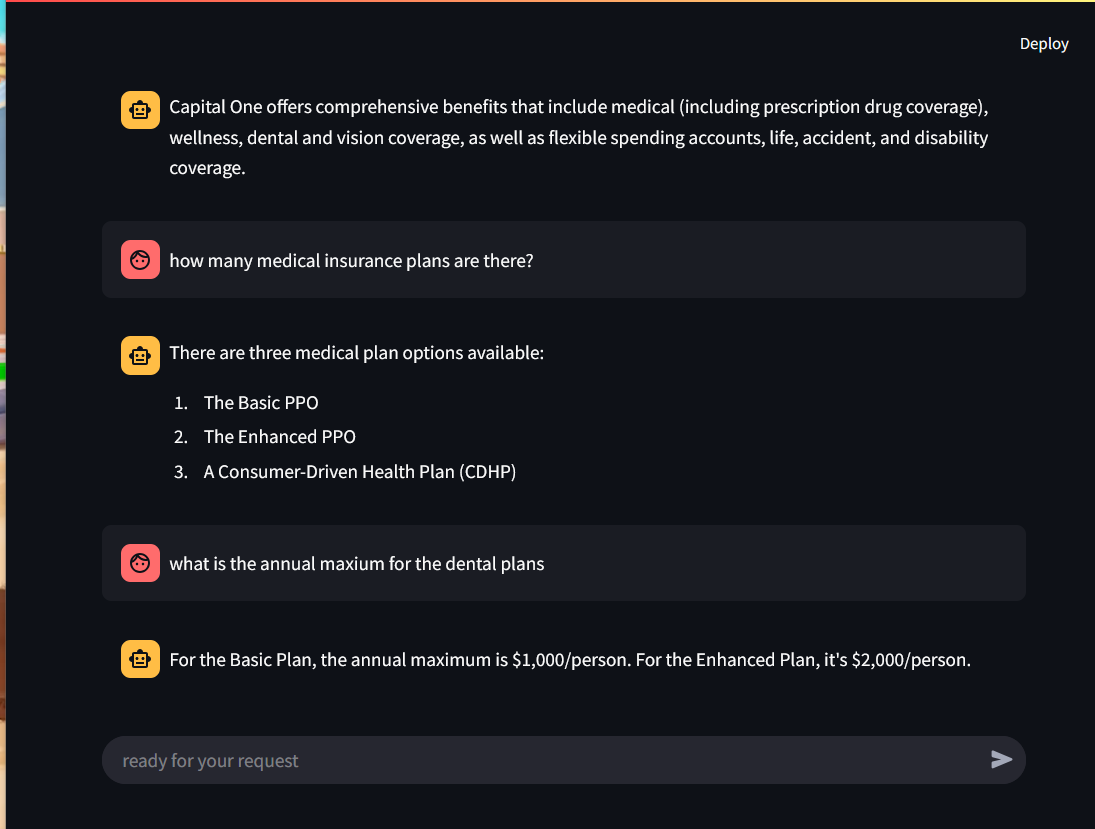 Deploy
Capital One offers comprehensive benefits that include medical (including prescription drug coverage),
wellness, dental and vision coverage, as well as flexible spending accounts, life, accident, and disability
coverage.
how many medical insurance plans are there?
There are three medical plan options available:
1. The Basic PPO
2. The Enhanced PPO
3. A Consumer-Driven Health Plan (CDHP)
what is the annual maxium for the dental plans
For the Basic Plan, the annual maximum is $1,000/person. For the Enhanced Plan, it's $2,000/person.
ready for your request